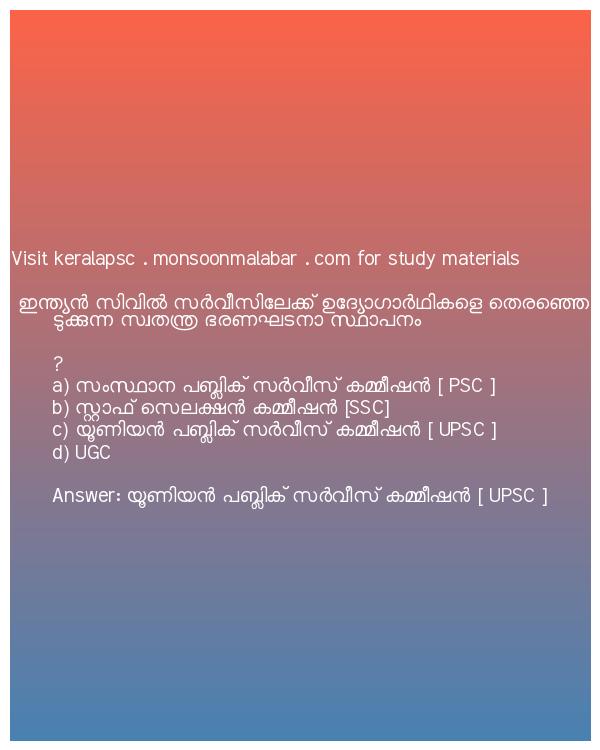 Visit keralapsc . monsoonmalabar . com for study materials
ഇന്ത്യൻ സിവിൽ സർവീസിലേക്ക് ഉദ്യോഗാർഥികളെ തെരഞ്ഞെ
ടുക്കുന്ന സ്വതന്ത്ര ഭരണഘടനാ സ്ഥാപനം
?
a) സംസ്ഥാന പബ്ലിക് സർവീസ് കമ്മീഷൻ [ PSC ]
b) സ്റ്റാഫ് സെലക്ഷൻ കമ്മീഷൻ [SSC]
c) യൂണിയൻ പബ്ലിക് സർവീസ് കമ്മീഷൻ [ UPSC ]
d) UGC
Answer: യൂണിയൻ പബ്ലിക് സർവീസ് കമ്മീഷൻ [ UPSC ]